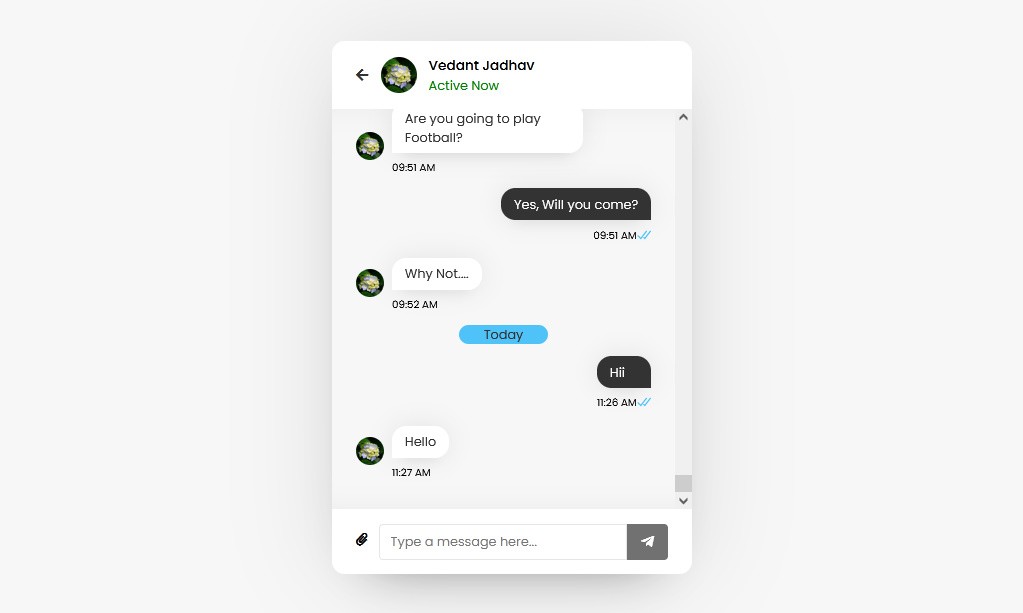 Vedant Jadhav
Active Now
Are you going to play
Football?
09:51 AM
Yes, Will you come?
09:51 AM
Why Not....
09:52 AM
Today
Hii
11:26 AM
Hello
11:27 AM
Type a message here...